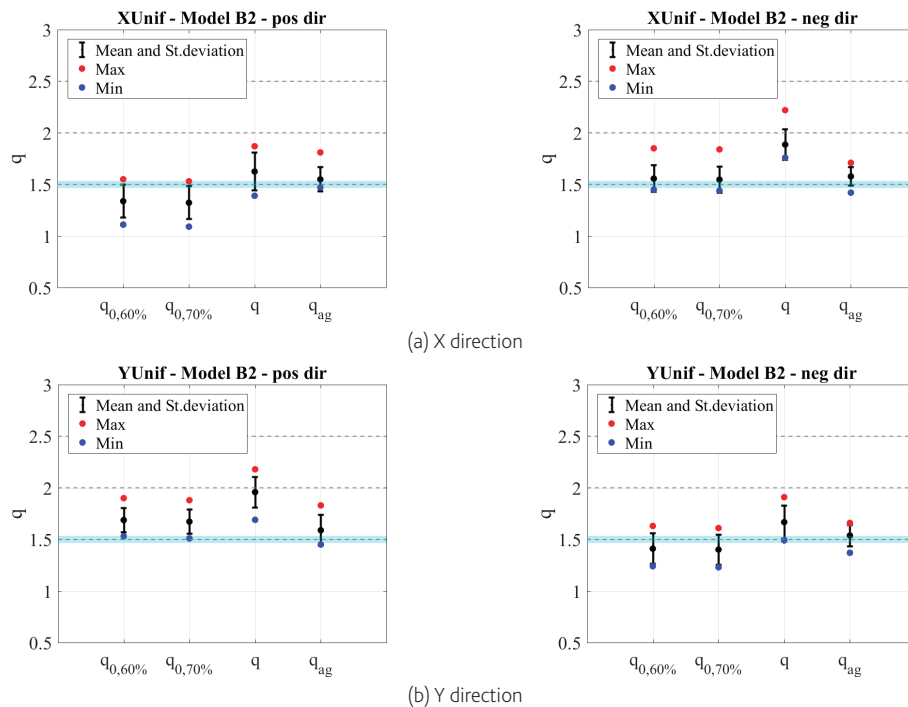 XUnif - Model B2 - pos dir
3
2.5
2
1.5
1
0.5
q
Mean and St.deviation
Max
Min
q0,60% q0,70% q qag
XUnif - Model B2 - neg dir
3
2.5
2
1.5
1
0.5
q
Mean and St.deviation
Max
Min
q0,60% q0,70% q qag
(a) X direction
YUnif - Model B2 - pos dir
3
2.5
2
1.5
1
0.5
q
Mean and St.deviation
Max
Min
q0,60% q0,70% q qag
YUnif - Model B2 - neg dir
3
2.5
2
1.5
1
0.5
q
Mean and St.deviation
Max
Min
q0,60% q0,70% q qag
(b) Y direction